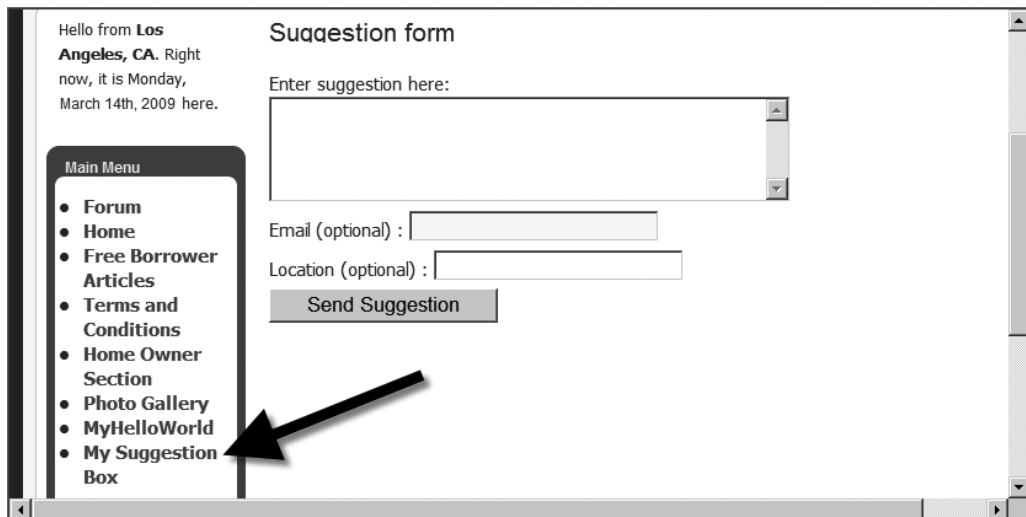 Hello from Los
Angeles, CA. Right
now, it is Monday,
March 14th, 2009 here.
Main Menu
Forum
Home
Free Borrower
Articles
Terms and
Conditions
Home Owner
Section
Photo Gallery
MyHelloWorld
My Suggestion
Box
Suggestion form
Enter suggestion here:
Email (optional) :
Location (optional) :
Send Suggestion